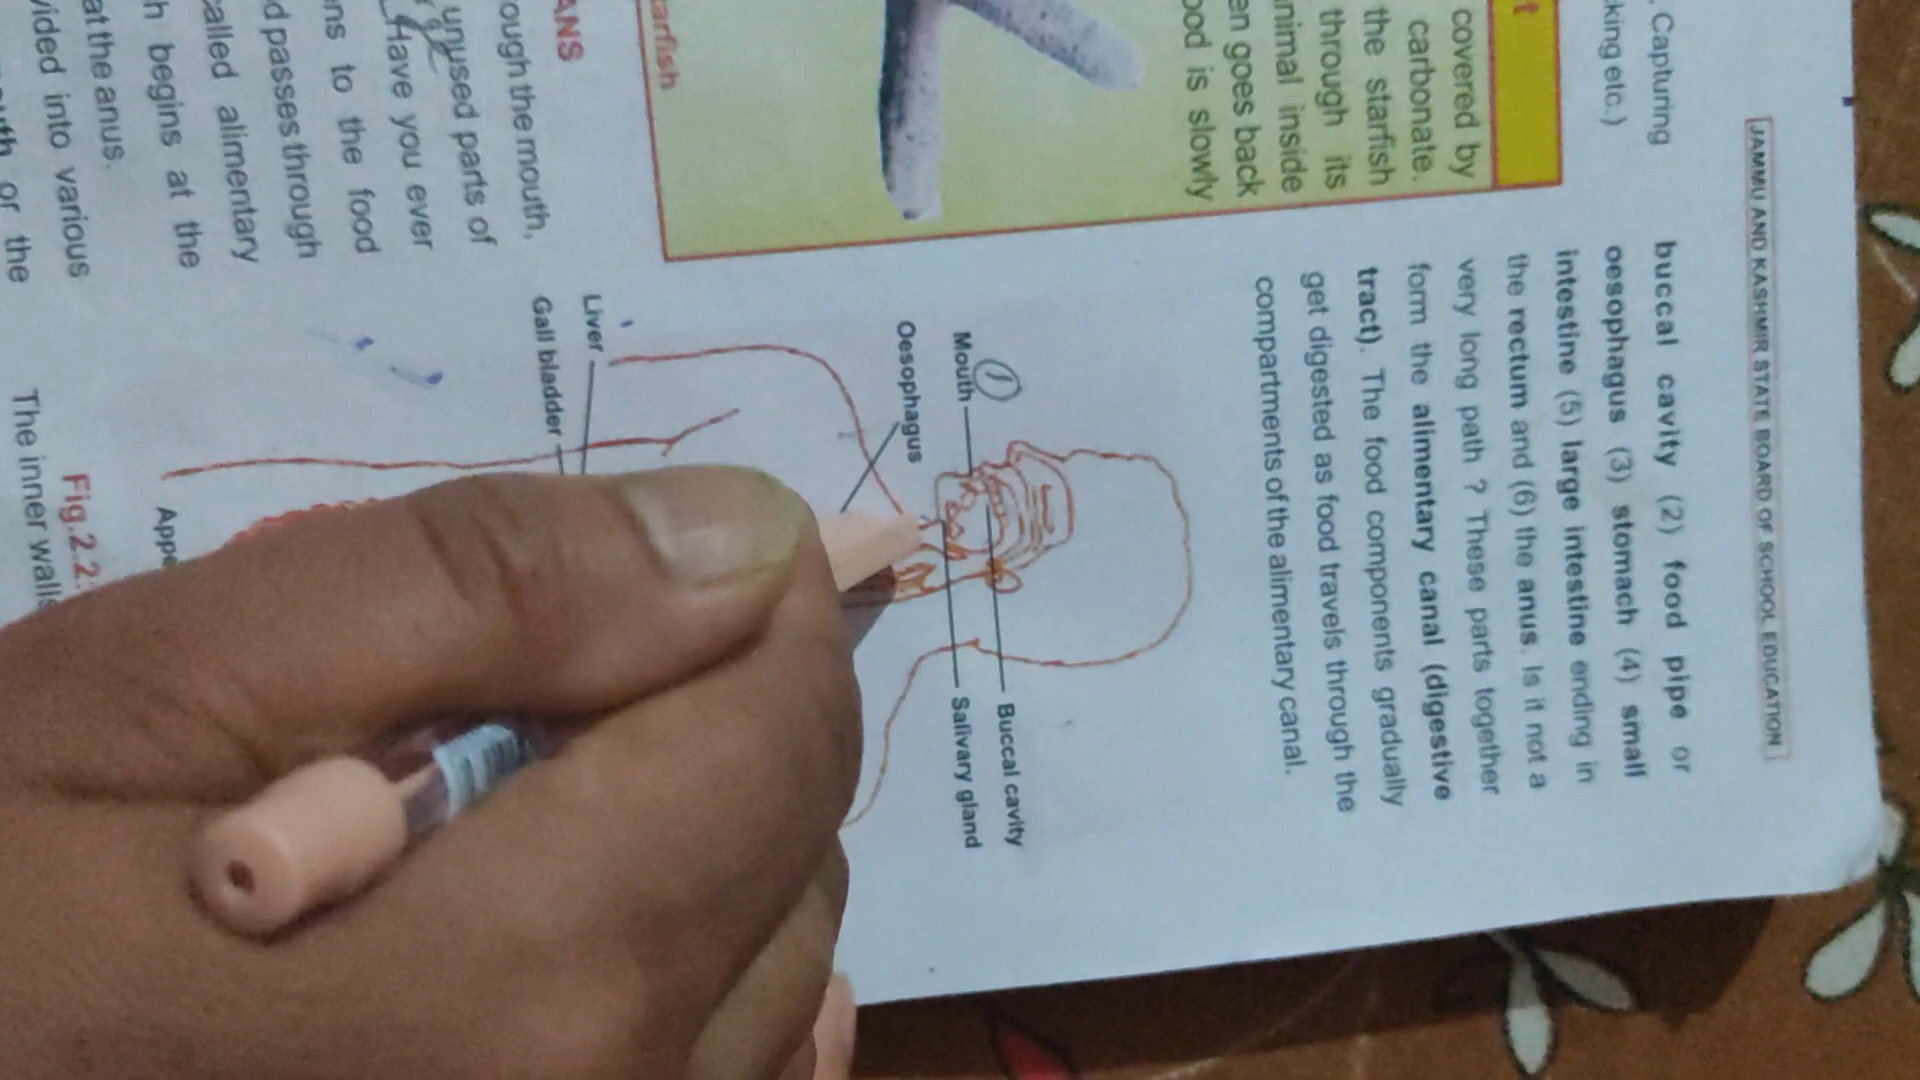 JAMMU AND KASHMIR STATE BOARD OF SCHOOL EDUCATION
Capturing
king etc.)
t
covered by
carbonate.
the starfish
through its
nimal inside
en goes back
ood is slowly
tarfish
ANS
ough the mouth,
unused parts of
Have you ever
ns to the food
d passes through
alled alimentary
h begins at the
at the anus.
vided into various
or the
buccal cavity (2) food pipe or
oesophagus (3) stomach (4) small
intestine (5) large intestine ending in
the rectum and (6) the anus. Is it not a
very long path ? These parts together
form the alimentary canal (digestive
tract). The food components gradually
get digested as food travels through the
compartments of the alimentary canal.
1
Mouth
Buccal cavity
Salivary gland
Oesophagus
Liver
Gall bladder
Appe
Fig.2.2:
The inner walls